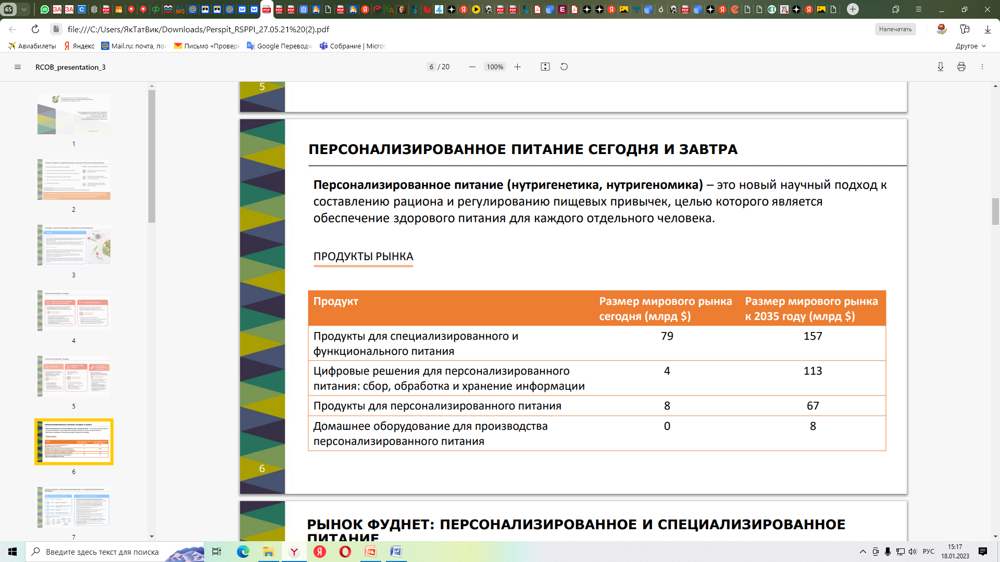 65
file:///C:/Users/ЯкТатВик/Downloads/Perspit_RSPPI_27.05.21%20(2).pdf
Напечатать
Авиабилеты
Яндекс
Mail.ru: почта, пои
Письмо «Проверк
Google Переводч
Собрание | Micros
Другое
RCOB_presentation_3
6 / 20
100%
1
2
3
4
5
6
7
5
ПЕРСОНАЛИЗИРОВАННОЕ ПИТАНИЕ СЕГОДНЯ И ЗАВТРА
Персонализированное питание (нутригенетика, нутригеномика) – это новый научный подход к
составлению рациона и регулированию пищевых привычек, целью которого является
обеспечение здорового питания для каждого отдельного человека.
ПРОДУКТЫ РЫНКА
Продукт
Размер мирового рынка
сегодня (млрд $)
Размер мирового рынка
к 2035 году (млрд $)
Продукты для специализированного и
функционального питания
79
157
Цифровые решения для персонализированного
питания: сбор, обработка и хранение информации
4
113
Продукты для персонализированного питания
8
67
Домашнее оборудование для производства
персонализированного питания
0
8
6
РЫНОК ФУДНЕТ: ПЕРСОНАЛИЗИРОВАННОЕ И СПЕЦИАЛИЗИРОВАННОЕ
ПИТАНИЕ
Введите здесь текст для поиска
РУС
15:17
18.01.2023